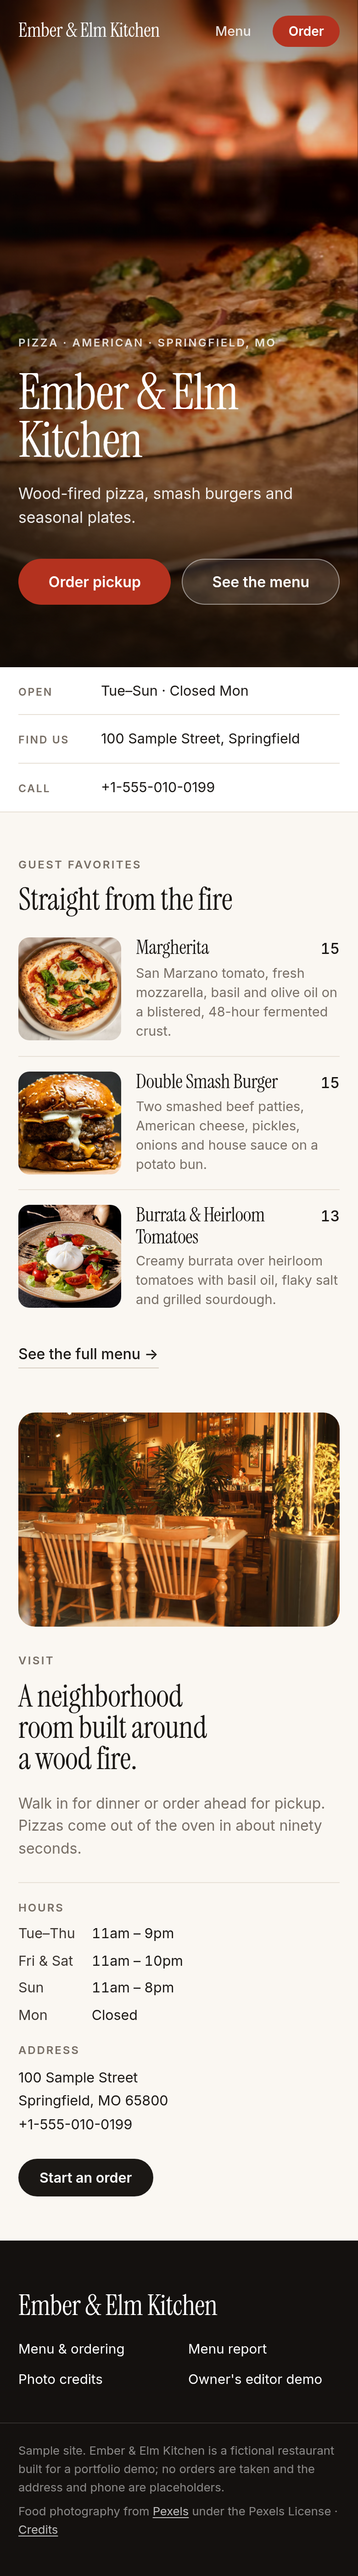 Ember & Elm Kitchen
Menu
Order
PIZZA · AMERICAN · SPRINGFIELD, MO
Ember & Elm
Kitchen
Wood-fired pizza, smash burgers and
seasonal plates.
Order pickup
See the menu
OPEN
Tue–Sun · Closed Mon
FIND US
100 Sample Street, Springfield
CALL
+1-555-010-0199
GUEST FAVORITES
Straight from the fire
Margherita
15
San Marzano tomato, fresh
mozzarella, basil and olive oil on
a blistered, 48-hour fermented
crust.
Double Smash Burger
15
Two smashed beef patties,
American cheese, pickles,
onions and house sauce on a
potato bun.
Burrata & Heirloom
Tomatoes
13
Creamy burrata over heirloom
tomatoes with basil oil, flaky salt
and grilled sourdough.
See the full menu →
VISIT
A neighborhood
room built around
a wood fire.
Walk in for dinner or order ahead for pickup.
Pizzas come out of the oven in about ninety
seconds.
HOURS
Tue–Thu 11am – 9pm
Fri & Sat 11am – 10pm
Sun 11am – 8pm
Mon Closed
ADDRESS
100 Sample Street
Springfield, MO 65800
+1-555-010-0199
Start an order
Ember & Elm Kitchen
Menu & ordering
Menu report
Photo credits
Owner's editor demo
Sample site. Ember & Elm Kitchen is a fictional restaurant
built for a portfolio demo; no orders are taken and the
address and phone are placeholders.
Food photography from Pexels under the Pexels License ·
Credits